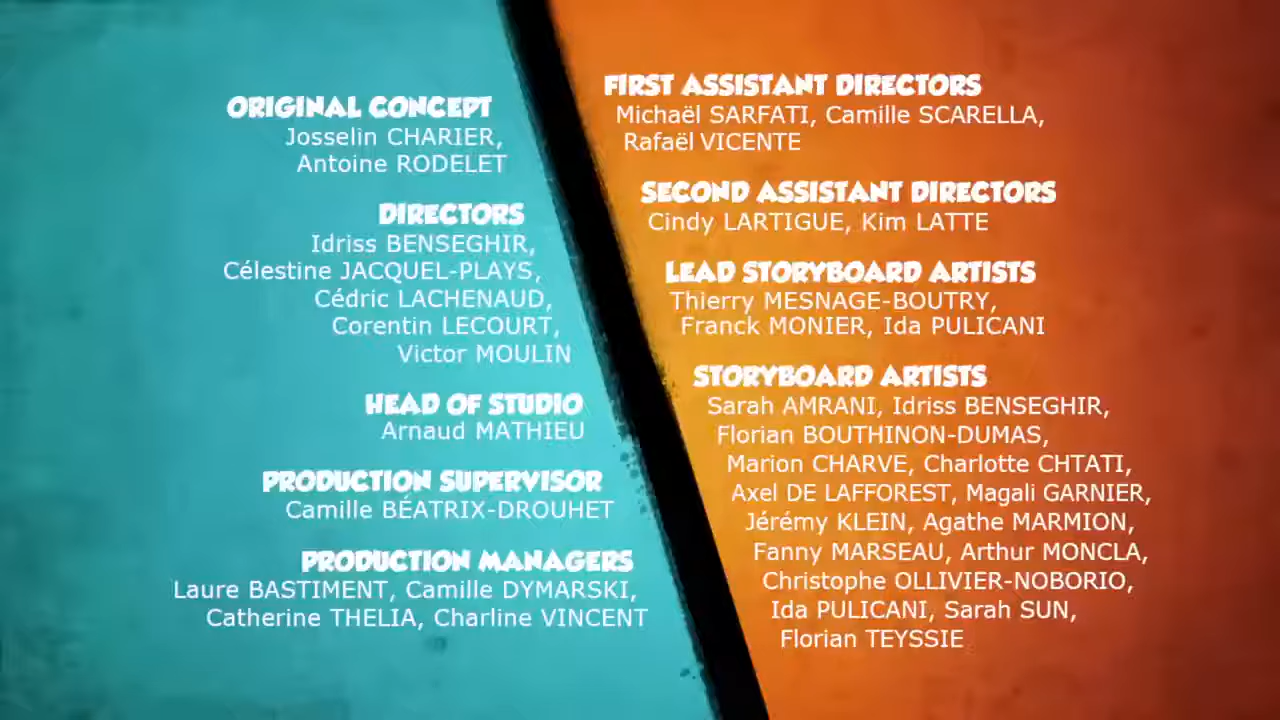 ORIGINAL CONCEPT
Josselin CHARIER,
Antoine RODELET
DIRECTORS
Idriss BENSEGHIR,
Célestine JACQUEL-PLAYS,
Cédric LACHENAUD,
Corentin LECOURT,
Victor MOULIN
HEAD OF STUDIO
Arnaud MATHIEU
PRODUCTION SUPERVISOR
Camille BÉATRIX-DROUHET
PRODUCTION MANAGERS
Laure BASTIMENT, Camille DYMARSKI,
Catherine THELIA, Charline VINCENT
FIRST ASSISTANT DIRECTORS
Michaël SARFATI, Camille SCARELLA,
Rafaël VICENTE
SECOND ASSISTANT DIRECTORS
Cindy LARTIGUE, Kim LATTE
LEAD STORYBOARD ARTISTS
Thierry MESNAGE-BOUTRY,
Franck MONIER, Ida PULICANI
STORYBOARD ARTISTS
Sarah AMRANI, Idriss BENSEGHIR,
Florian BOUTHINON-DUMAS,
Marion CHARVE, Charlotte CHTATI,
Axel DE LAFFOREST, Magali GARNIER,
Jérémy KLEIN, Agathe MARMION,
Fanny MARSEAU, Arthur MONCLA,
Christophe OLLIVIER-NOBORIO,
Ida PULICANI, Sarah SUN,
Florian TEYSSIE